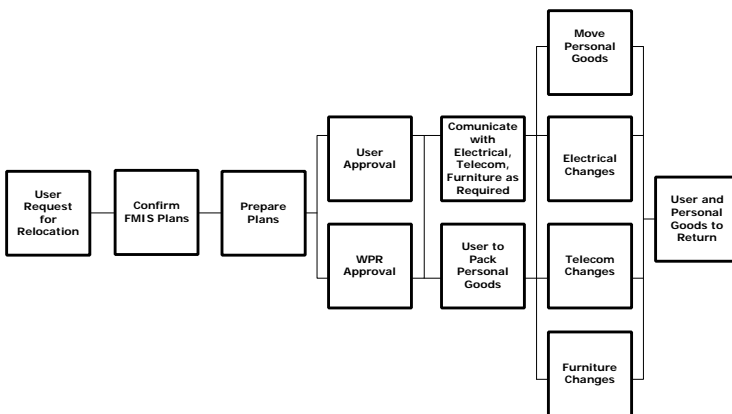 User
Request
for
Relocation
Confirm
FMIS Plans
Prepare
Plans
User
Approval
WPR
Approval
Comunicate
with
Electrical,
Telecom,
Furniture as
Required
User to
Pack
Personal
Goods
Move
Personal
Goods
Electrical
Changes
Telecom
Changes
Furniture
Changes
User and
Personal
Goods to
Return